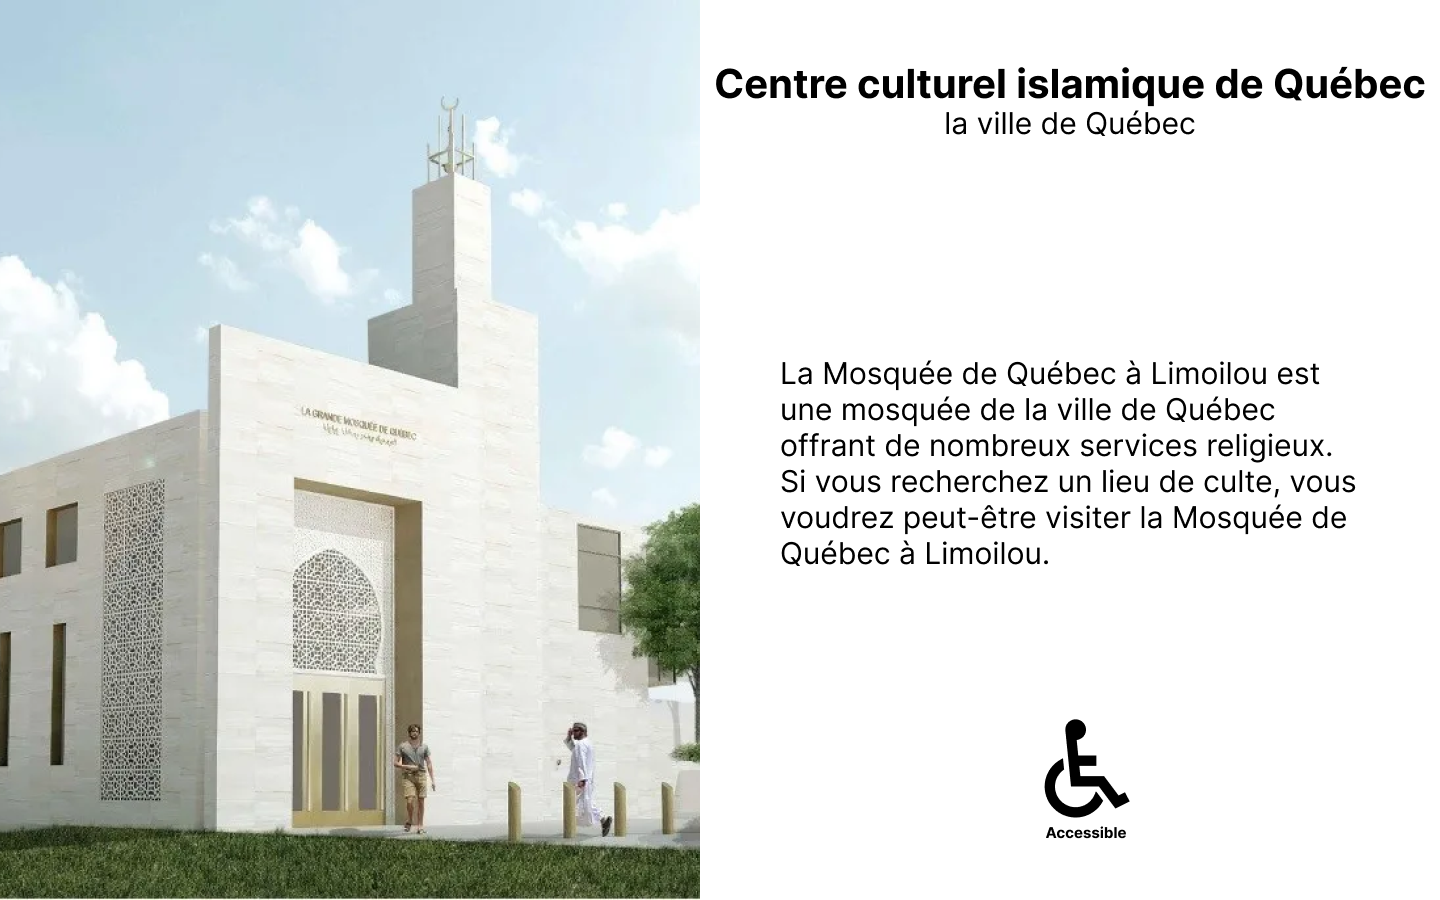 Centre culturel islamique de Québec
la ville de Québec
LA GRANDE MOSQUÉE DE QUÉBEC
La Mosquée de Québec à Limoilou est
une mosquée de la ville de Québec
offrant de nombreux services religieux.
Si vous recherchez un lieu de culte, vous
voudrez peut-être visiter la Mosquée de
Québec à Limoilou.
Accessible